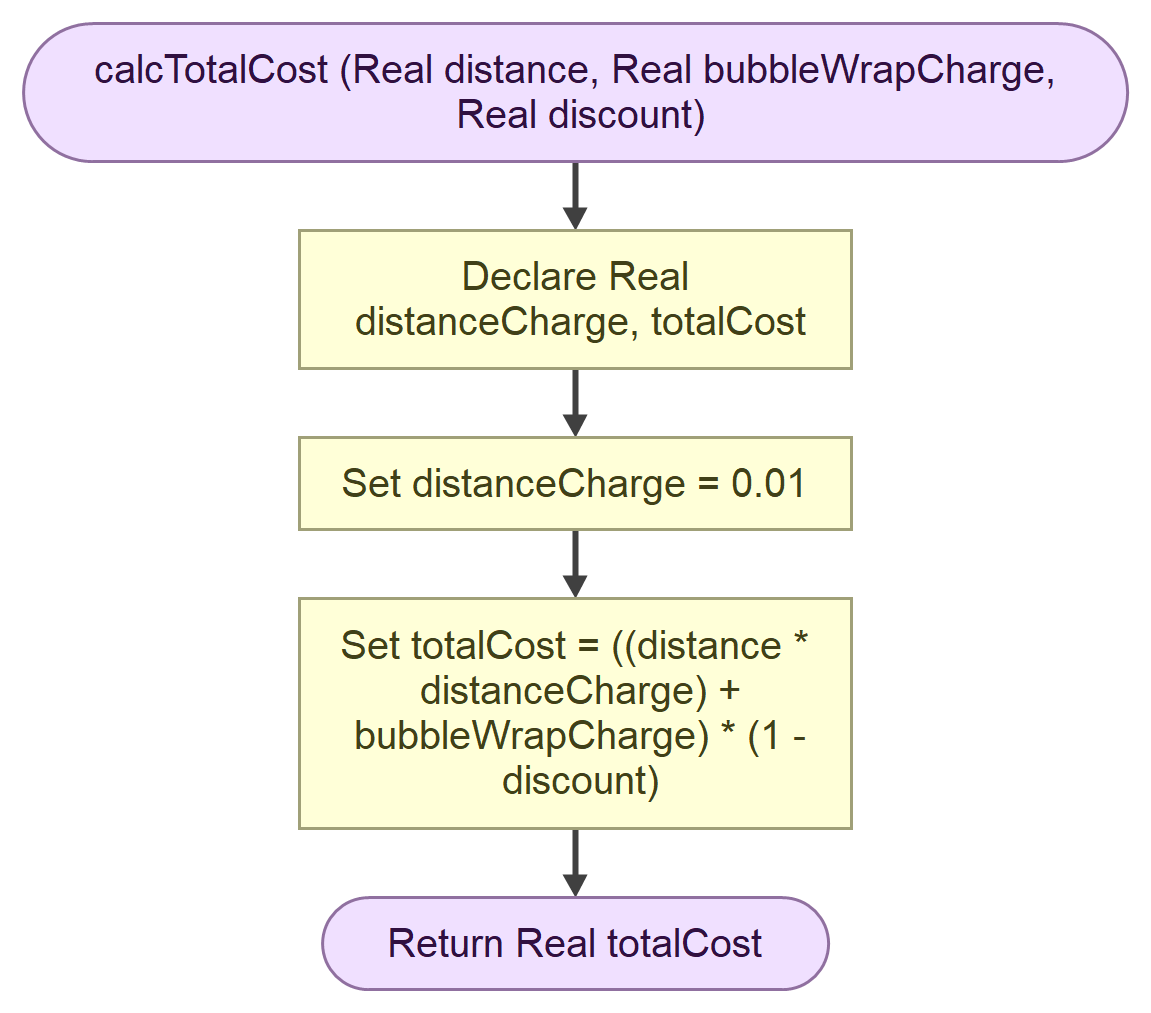 calcTotalCost (Real distance, Real bubbleWrapCharge,
Real discount)
Declare Real
distanceCharge, totalCost
Set distanceCharge = 0.01
Set totalCost = ((distance *
distanceCharge) +
bubbleWrapCharge) * (1 -
discount)
Return Real totalCost